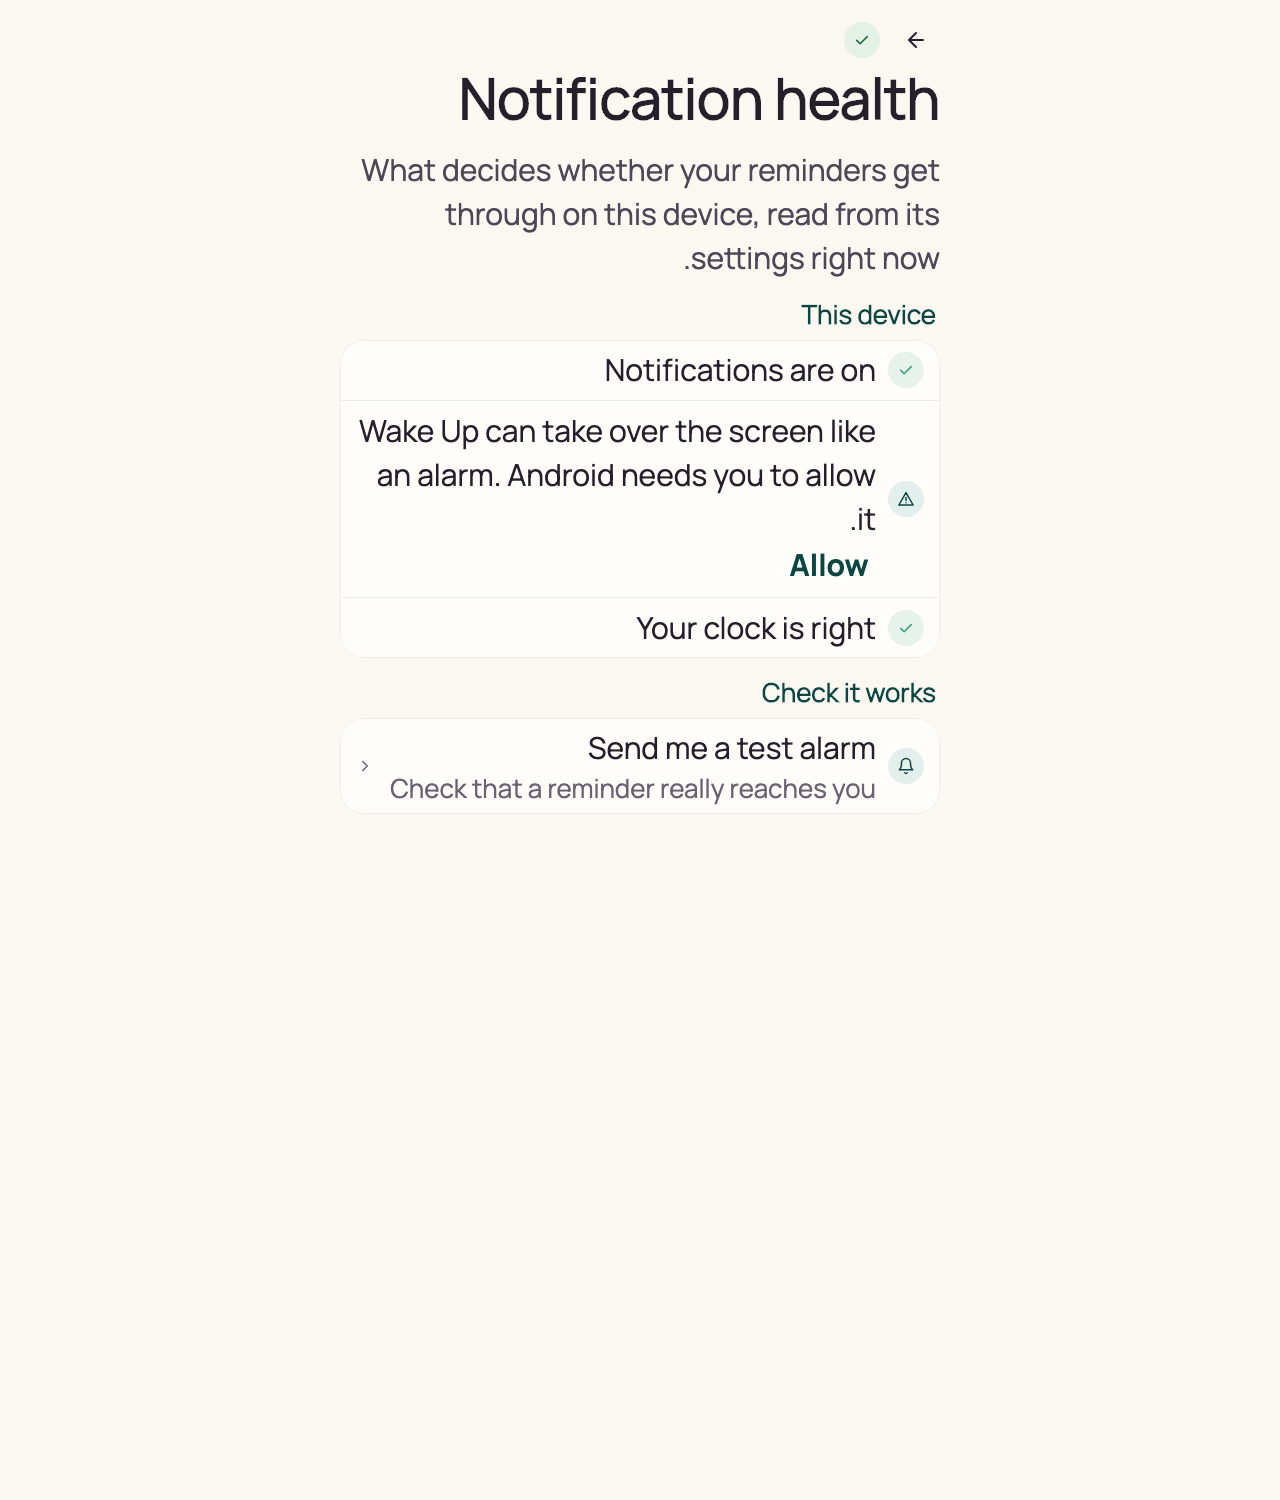 Notification health
What decides whether your reminders get
through on this device, read from its
.settings right now
This device
Notifications are on
Wake Up can take over the screen like
an alarm. Android needs you to allow
.it
Allow
Your clock is right
Check it works
Send me a test alarm
Check that a reminder really reaches you